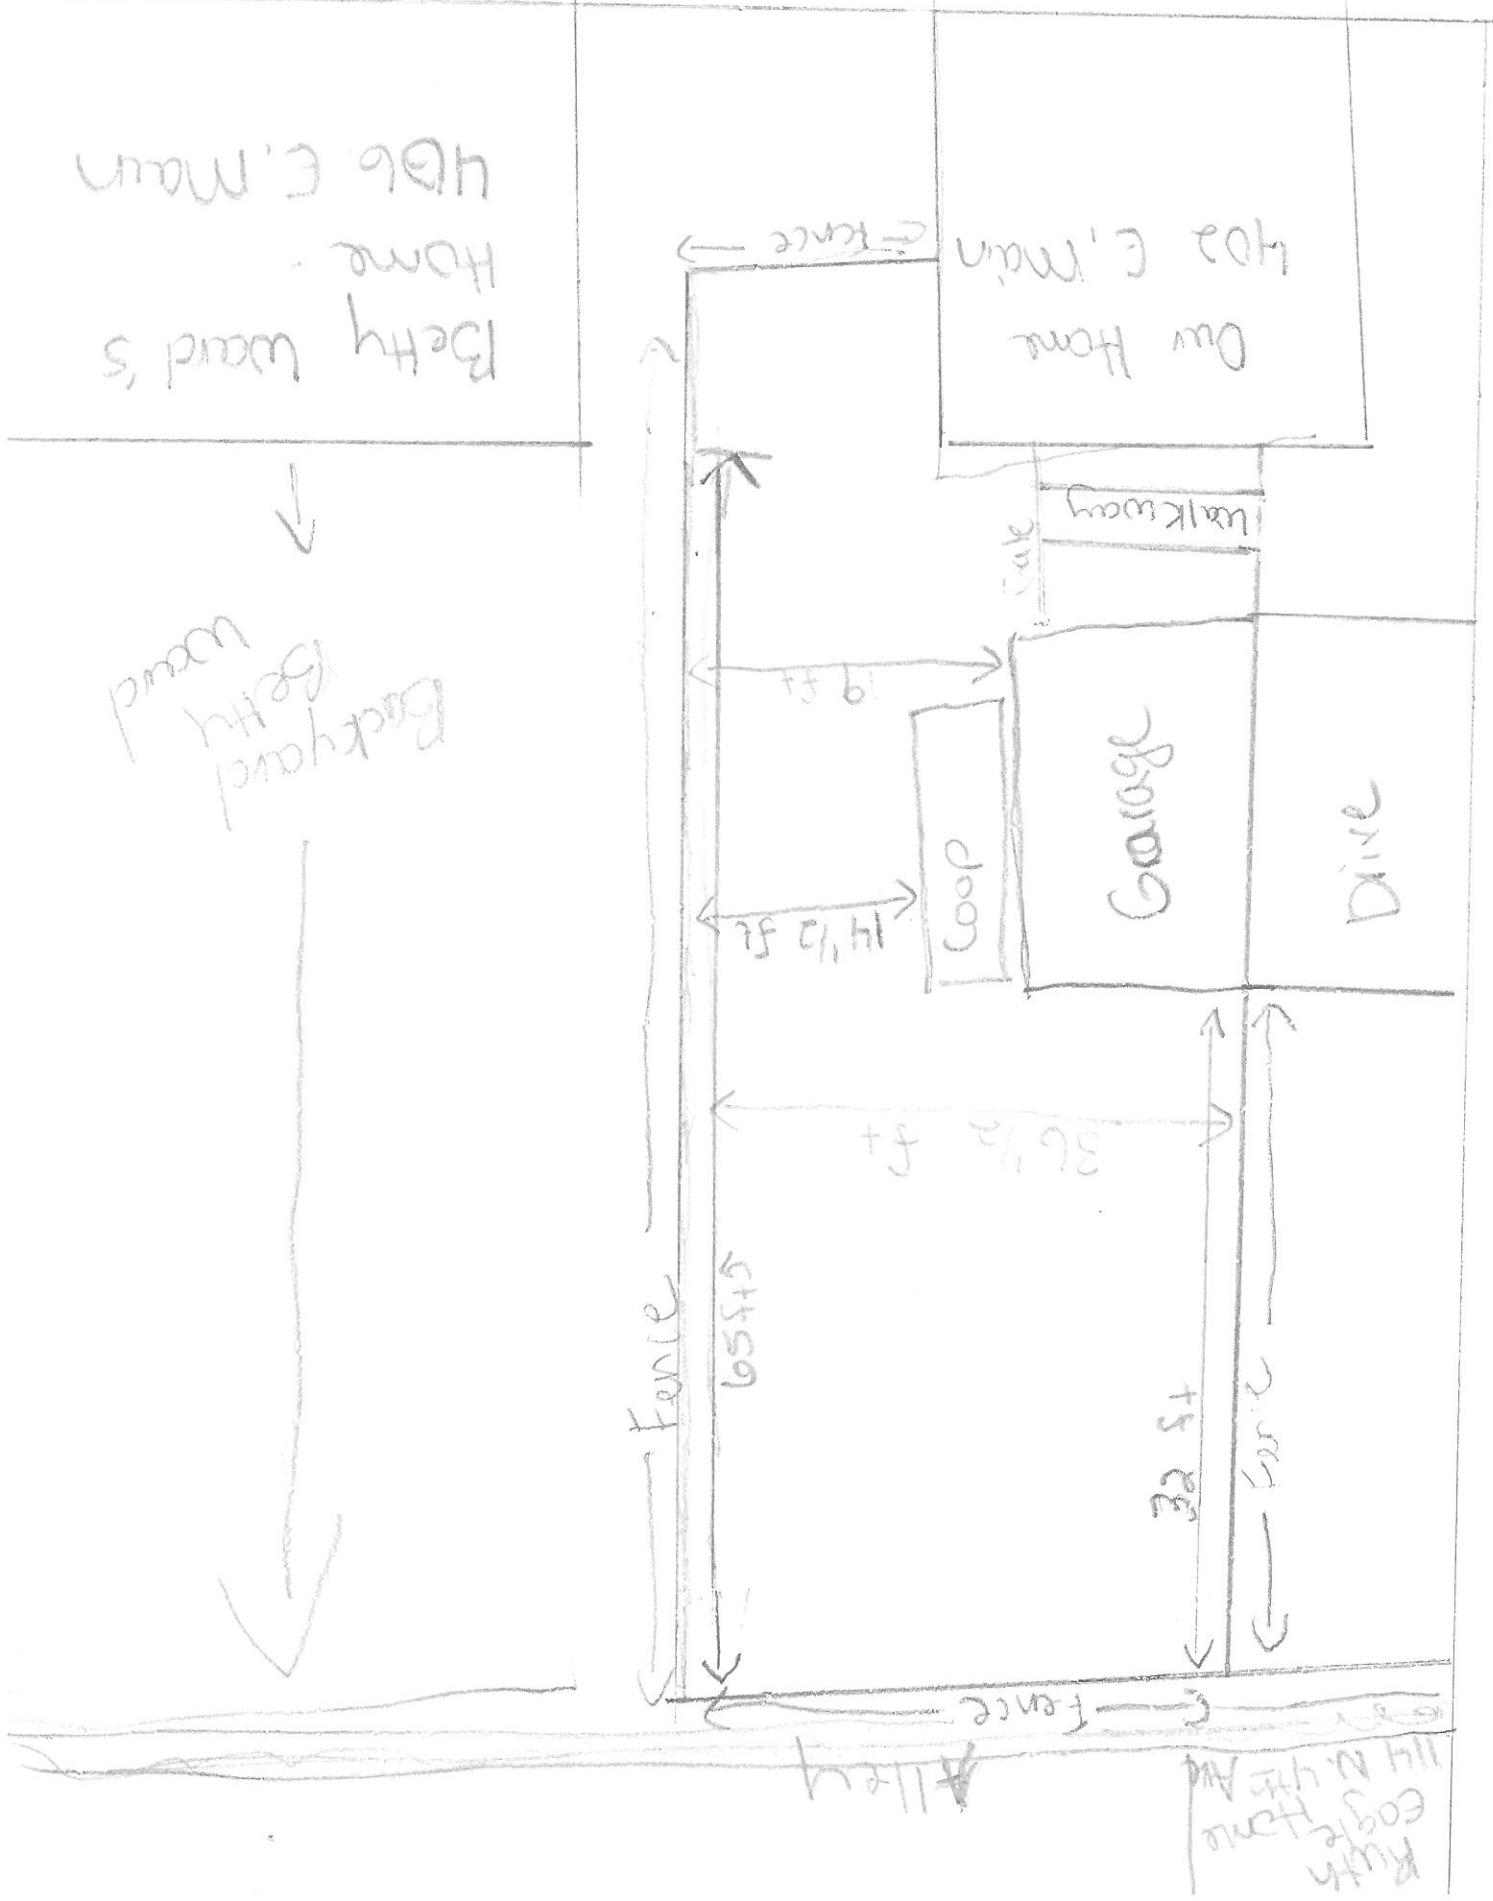 Ruth
Eagle Home
114 N. 4th Ave
Alley
Fence
32 ft
Fence
65 ft
Fence
36 1/2 ft
14 1/2 ft
Coop
Garage
Drive
19 ft
Backyard
Betty
Ward
Gate
Walkway
Our Home
402 E. Main
Fence
Betty Ward's
Home
406 E. Main